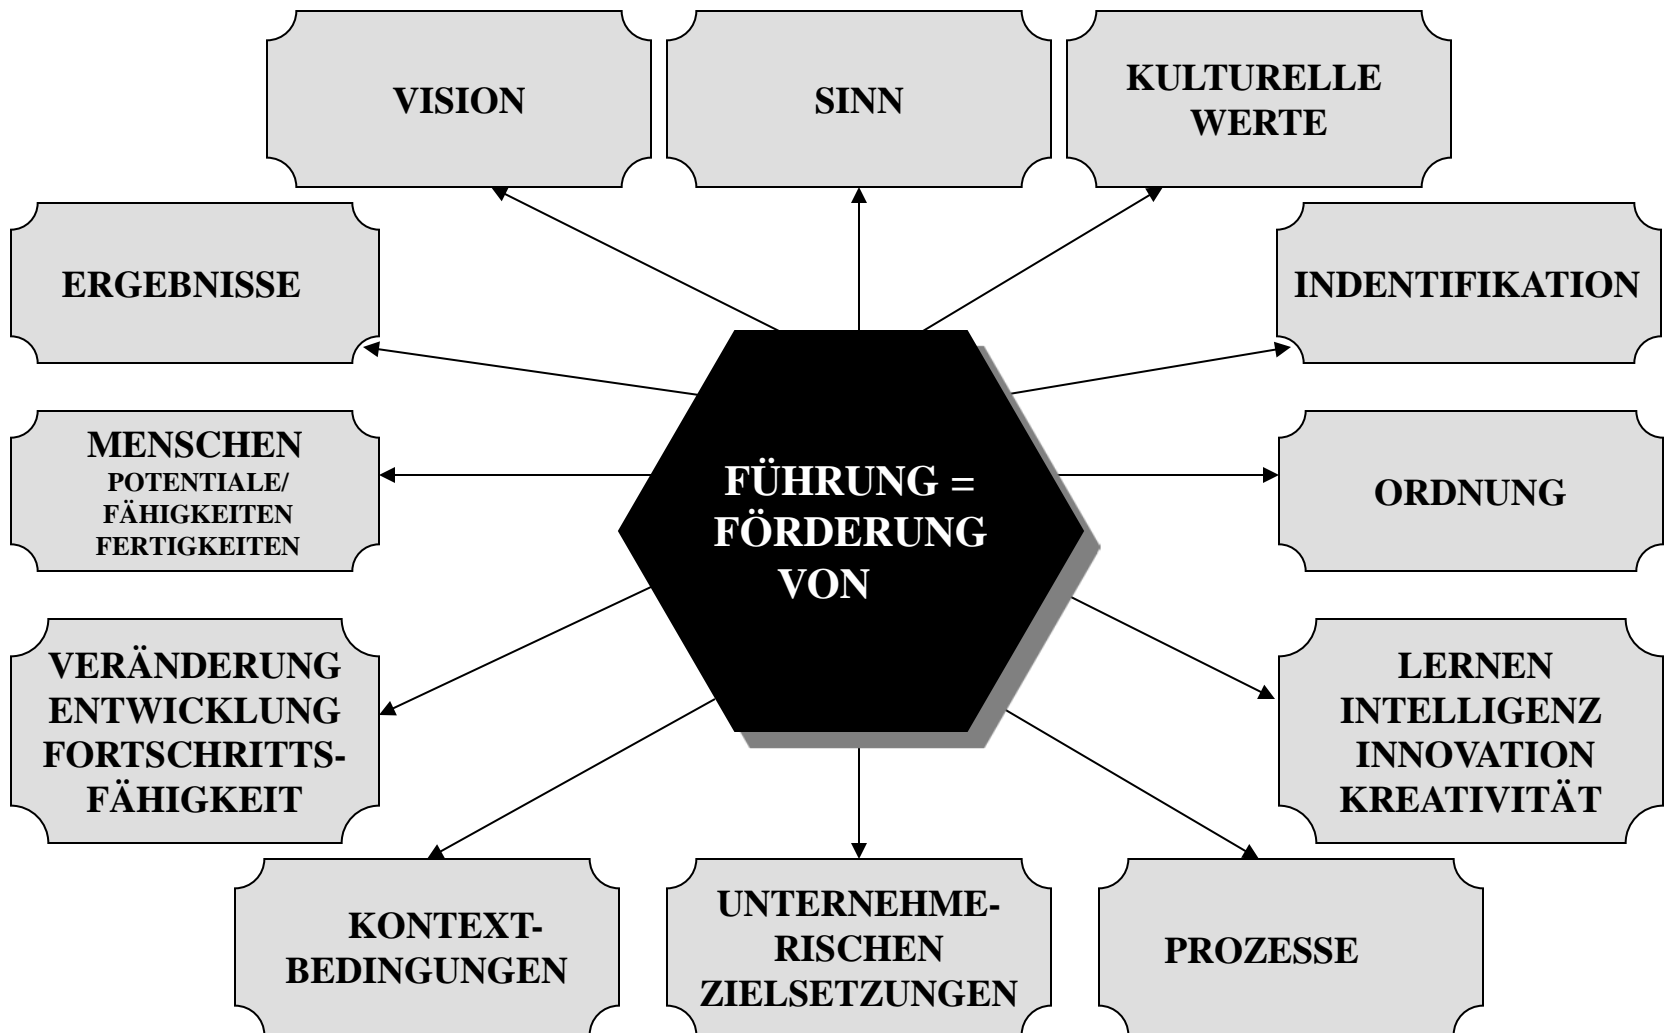 VISION
SINN
KULTURELLE
WERTE
ERGEBNISSE
INDENTIFIKATION
MENSCHEN
POTENTIALE/
FÄHIGKEITEN
FERTIGKEITEN
FÜHRUNG =
FÖRDERUNG
VON
ORDNUNG
VERÄNDERUNG
ENTWICKLUNG
FORTSCHRITTS-
FÄHIGKEIT
LERNEN
INTELLIGENZ
INNOVATION
KREATIVITÄT
KONTEXT-
BEDINGUNGEN
UNTERNEHME-
RISCHEN
ZIELSETZUNGEN
PROZESSE